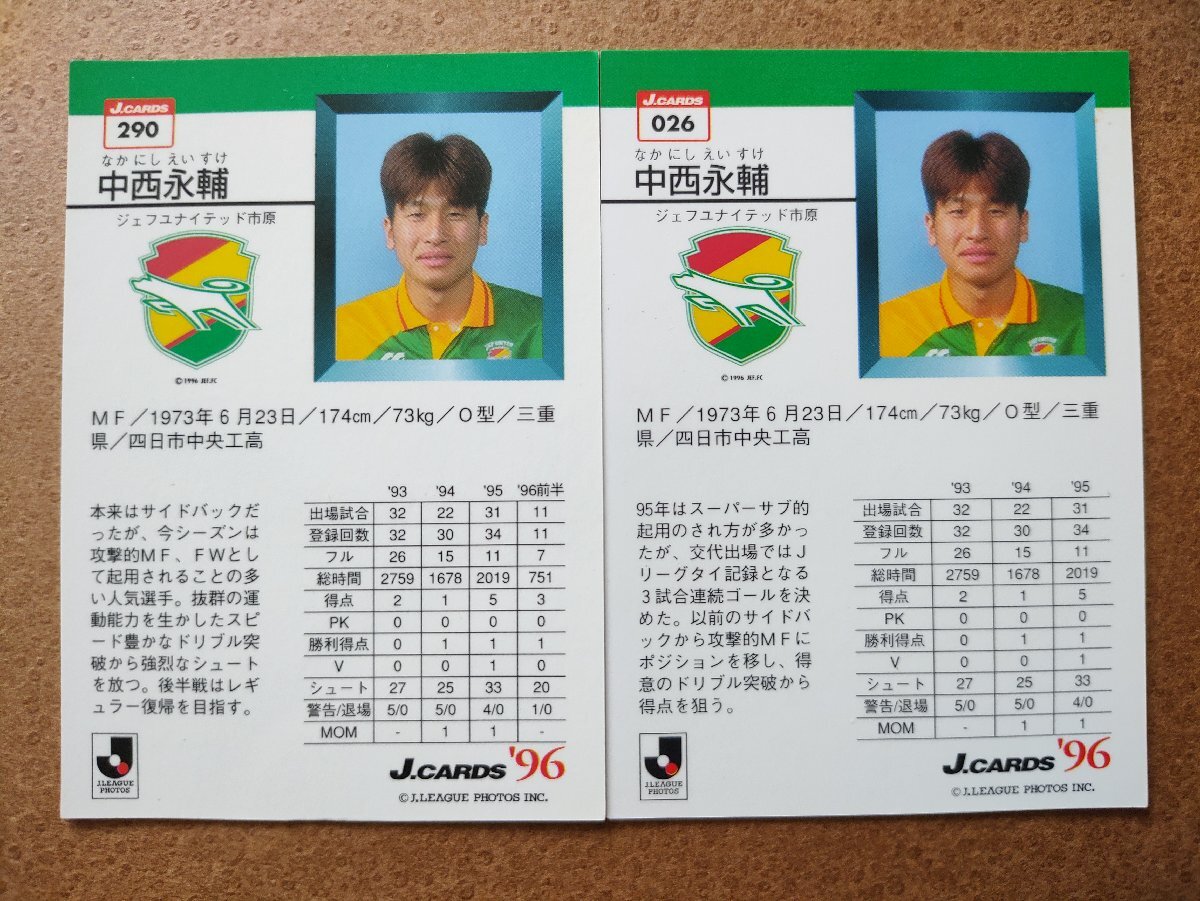 J.CARDS
290
なか にし えい すけ
中西永輔
ジェフユナイテッド市原
© 1996 JEF.FC
ＭＦ／1973年６月23日／174cm／73kg／Ｏ型／三重
県／四日市中央工高
本来はサイドバックだ
ったが、今シーズンは
攻撃的ＭＦ、ＦＷとし
て起用されることの多
い人気選手。抜群の運
動能力を生かしたスピ
ード豊かなドリブル突
破から強烈なシュート
を放つ。後半戦はレギ
ュラー復帰を目指す。
'93 '94 '95 '96前半
出場試合 32 22 31 11
登録回数 32 30 34 11
フル 26 15 11 7
総時間 2759 1678 2019 751
得点 2 1 5 3
PK 0 0 0 0
勝利得点 0 1 1 1
V 0 0 1 0
シュート 27 25 33 20
警告/退場 5/0 5/0 4/0 1/0
MOM - 1 1 -
J.LEAGUE
PHOTOS
J.CARDS '96
© J.LEAGUE PHOTOS INC.
J.CARDS
026
なか にし えい すけ
中西永輔
ジェフユナイテッド市原
© 1996 JEF.FC
ＭＦ／1973年６月23日／174cm／73kg／Ｏ型／三重
県／四日市中央工高
95年はスーパーサブ的
起用のされ方が多かっ
たが、交代出場ではＪ
リーグタイ記録となる
３試合連続ゴールを決
めた。以前のサイドバ
ックから攻撃的ＭＦに
ポジションを移し、得
意のドリブル突破から
得点を狙う。
'93 '94 '95
出場試合 32 22 31
登録回数 32 30 34
フル 26 15 11
総時間 2759 1678 2019
得点 2 1 5
PK 0 0 0
勝利得点 0 1 1
V 0 0 1
シュート 27 25 33
警告/退場 5/0 5/0 4/0
MOM - 1 1
J.LEAGUE
PHOTOS
J.CARDS '96
© J.LEAGUE PHOTOS INC.